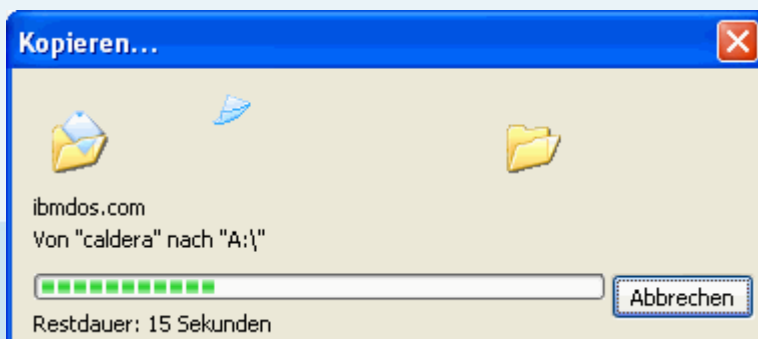 Kopieren...
ibmdos.com
Von "caldera" nach "A:\"
Abbrechen
Restdauer: 15 Sekunden